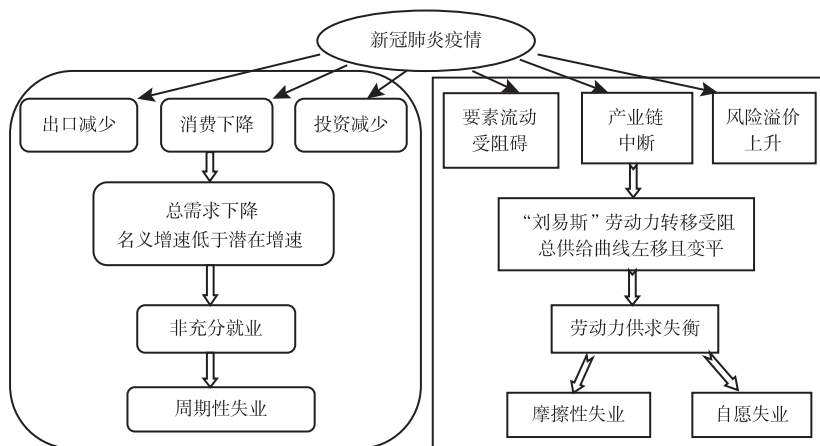 新冠肺炎疫情
出口减少
消费下降
投资减少
要素流动
受阻碍
产业链
中断
风险溢价
上升
总需求下降
名义增速低于潜在增速
“刘易斯”劳动力转移受阻
总供给曲线左移且变平
非充分就业
劳动力供求失衡
周期性失业
摩擦性失业
自愿失业